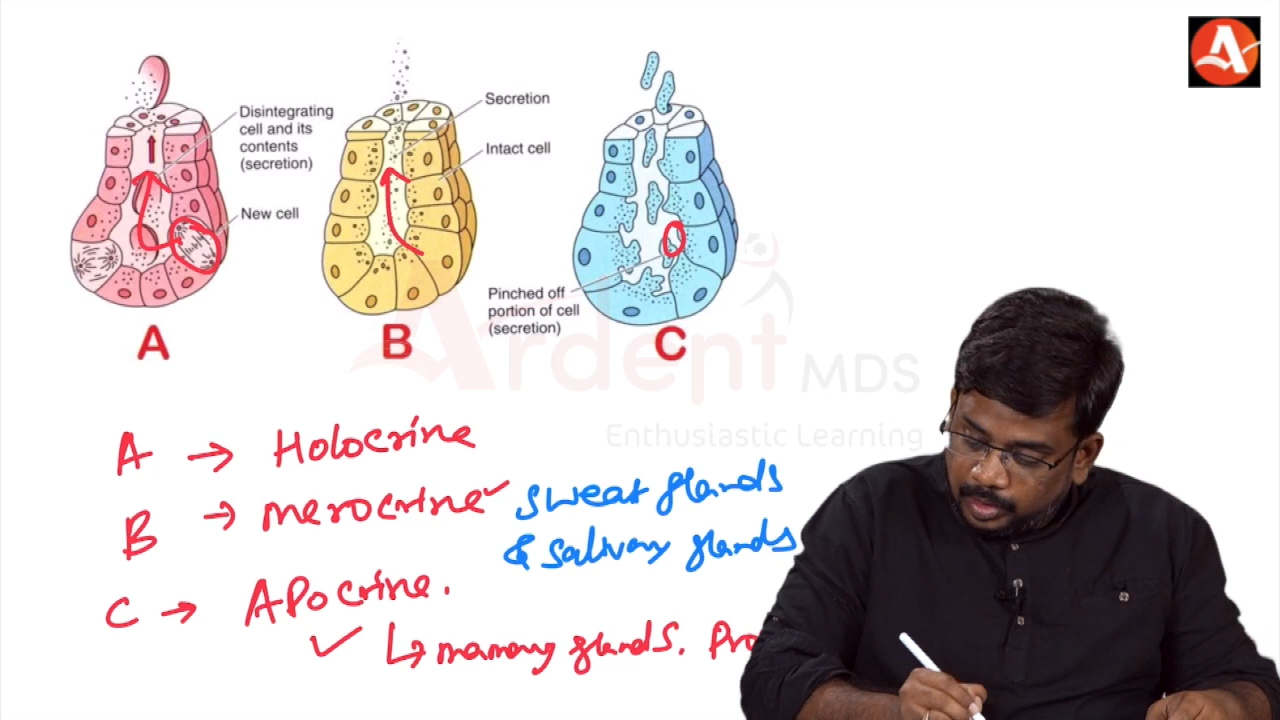 Disintegrating
cell and its
contents
(secretion)
New cell
Secretion
Intact cell
Pinched off
portion of cell
(secretion)
A
B
C
Ardent MDS
Enthusiastic Learning
A → Holocrine
B → merocrine ✓ Sweat glands
& salivary glands
C → Apocrine.
✓ ↳ mammary glands. Pro